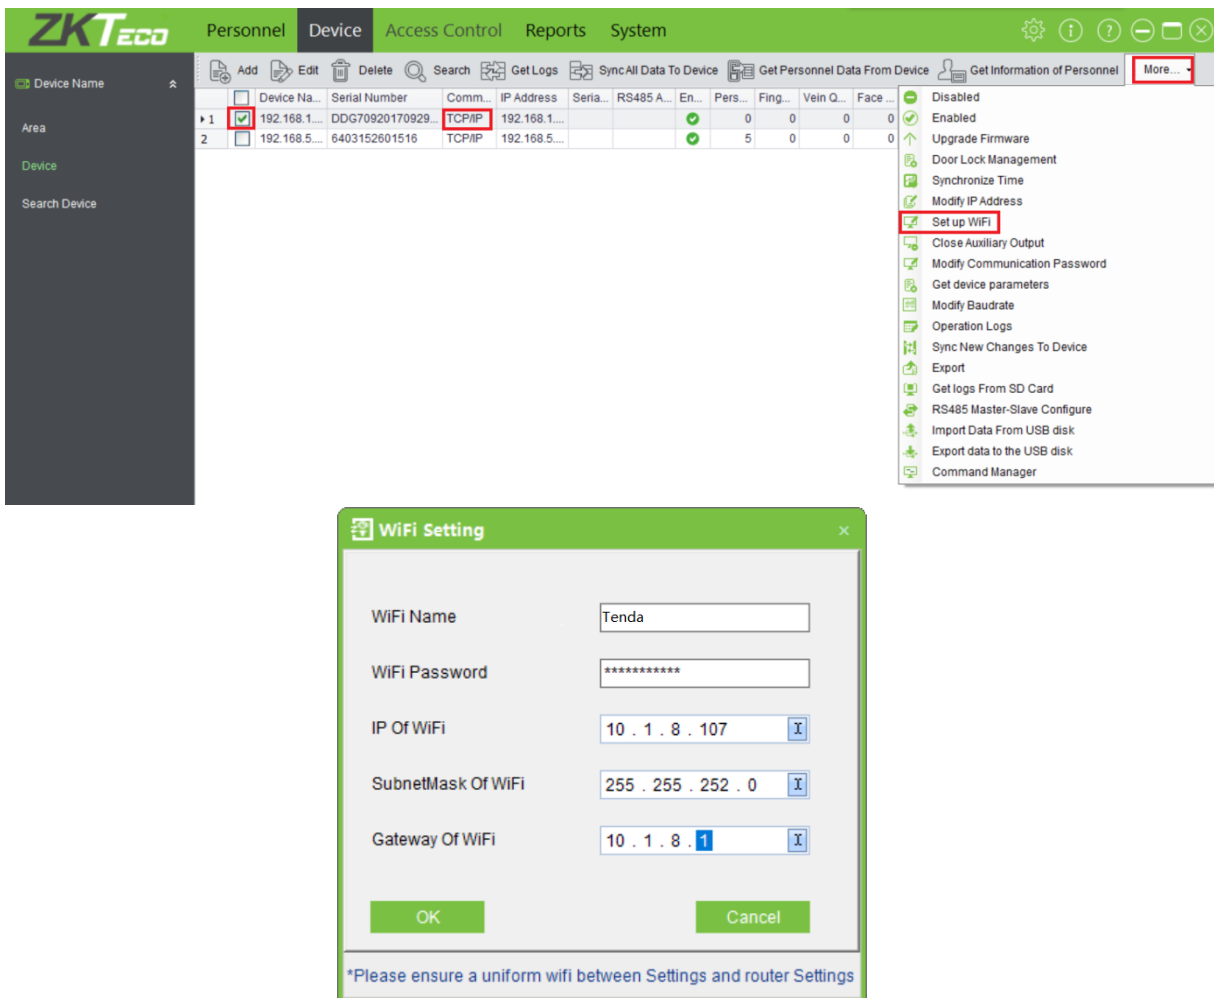 ZKTECO Personnel Device Access Control Reports System
Device Name
Area
Device
Search Device
Add Edit Delete Search Get Logs Sync All Data To Device Get Personnel Data From Device Get Information of Personnel More...
Device Na... Serial Number Comm... IP Address Seria... RS485 A... En... Pers... Fing... Vein Q... Face ...
1 192.168.1.... DDG70920170929... TCP/IP 192.168.1.... 0 0 0 0
2 192.168.5.... 6403152601516 TCP/IP 192.168.5.... 5 0 0 0
Disabled
Enabled
Upgrade Firmware
Door Lock Management
Synchronize Time
Modify IP Address
Set up WiFi
Close Auxiliary Output
Modify Communication Password
Get device parameters
Modify Baudrate
Operation Logs
Sync New Changes To Device
Export
Get logs From SD Card
RS485 Master-Slave Configure
Import Data From USB disk
Export data to the USB disk
Command Manager
WiFi Setting
WiFi Name Tenda
WiFi Password ***********
IP Of WiFi 10 . 1 . 8 . 107
SubnetMask Of WiFi 255 . 255 . 252 . 0
Gateway Of WiFi 10 . 1 . 8 . 1
OK Cancel
*Please ensure a uniform wifi between Settings and router Settings